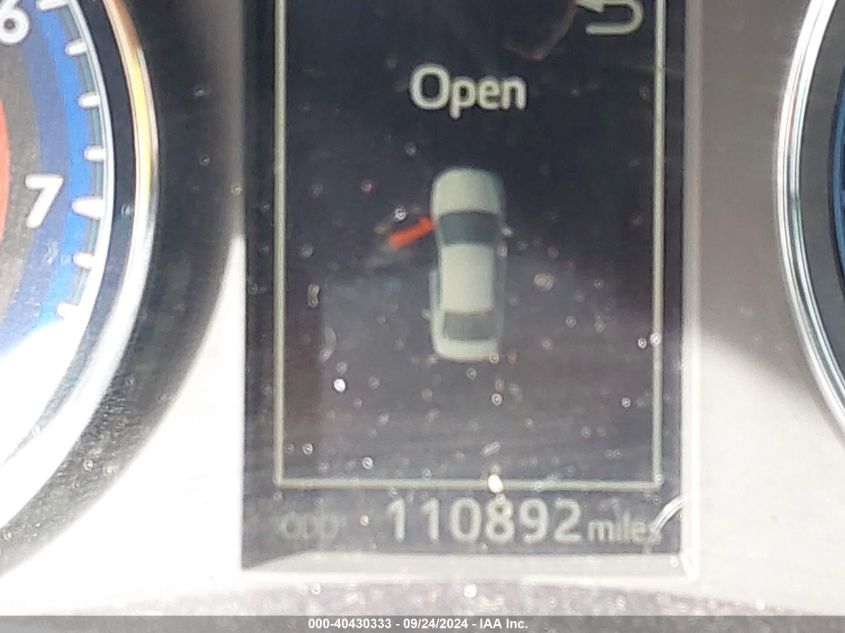 6
Open
7
ODO 110892 miles
000-40430333 - 09/24/2024 - IAA Inc.